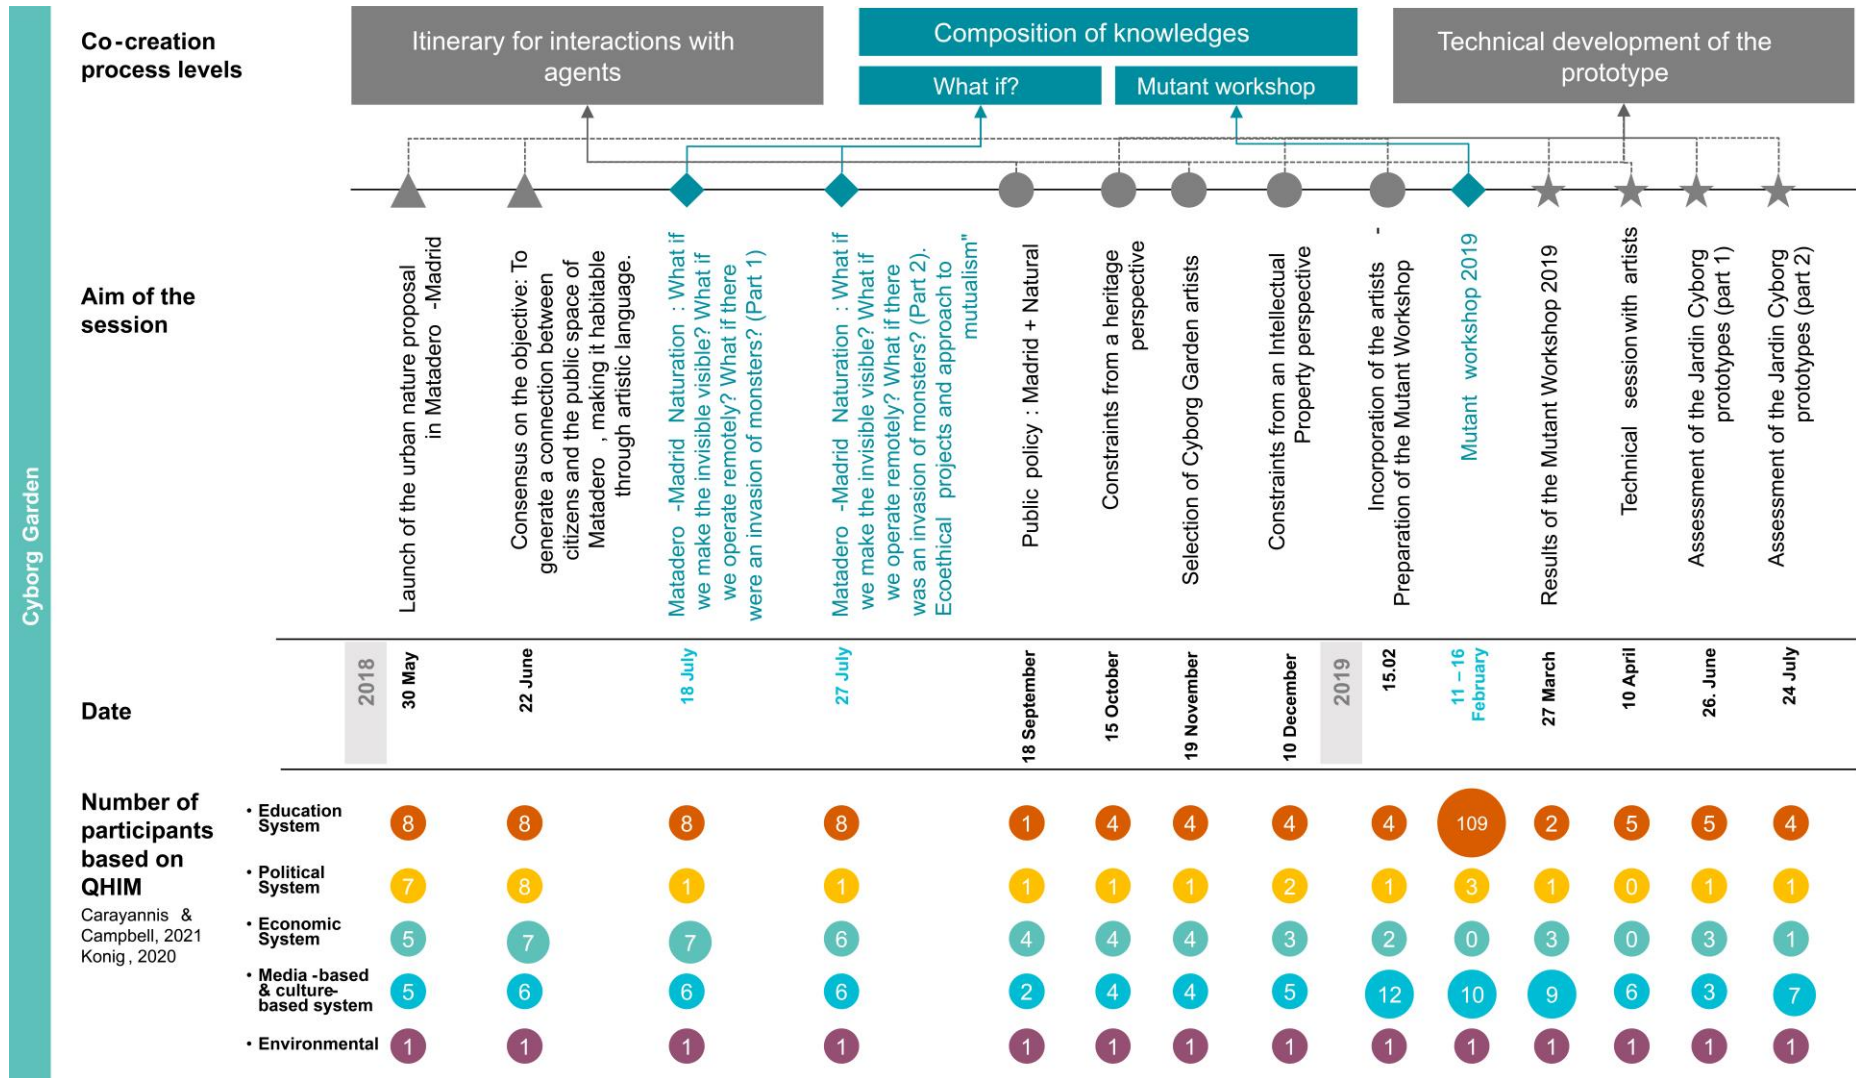 Cyborg Garden
Co-creation
process levels
Itinerary for interactions with
agents
Composition of knowledges
What if?
Mutant workshop
Technical development of the
prototype
Aim of the
session
Launch of the urban nature proposal
in Matadero -Madrid
Consensus on the objective: To
generate a connection between
citizens and the public space of
Matadero , making it habitable
through artistic language.
Matadero -Madrid Naturation : What if
we make the invisible visible? What if
we operate remotely? What if there
were an invasion of monsters? (Part 1)
Matadero -Madrid Naturation : What if
we make the invisible visible? What if
we operate remotely? What if there
was an invasion of monsters? (Part 2).
Ecoethical projects and approach to
mutualism"
Public policy : Madrid + Natural
Constraints from a heritage
perspective
Selection of Cyborg Garden artists
Constraints from an Intellectual
Property perspective
Incorporation of the artists -
Preparation of the Mutant Workshop
Mutant workshop 2019
Results of the Mutant Workshop 2019
Technical session with artists
Assessment of the Jardin Cyborg
prototypes (part 1)
Assessment of the Jardin Cyborg
prototypes (part 2)
Date
2018
30 May
22 June
18 July
27 July
18 September
15 October
19 November
10 December
2019
15.02
11 – 16
February
27 March
10 April
26. June
24 July
Number of
participants
based on
QHIM
Carayannis &
Campbell, 2021
Konig , 2020
• Education
System
8 8 8 8 1 4 4 4 4 109 2 5 5 4
• Political
System
7 8 1 1 1 1 1 2 1 3 1 0 1 1
• Economic
System
5 7 7 6 4 4 4 3 2 0 3 0 3 1
• Media -based
& culture-
based system
5 6 6 6 2 4 4 5 12 10 9 6 3 7
• Environmental
1 1 1 1 1 1 1 1 1 1 1 1 1 1